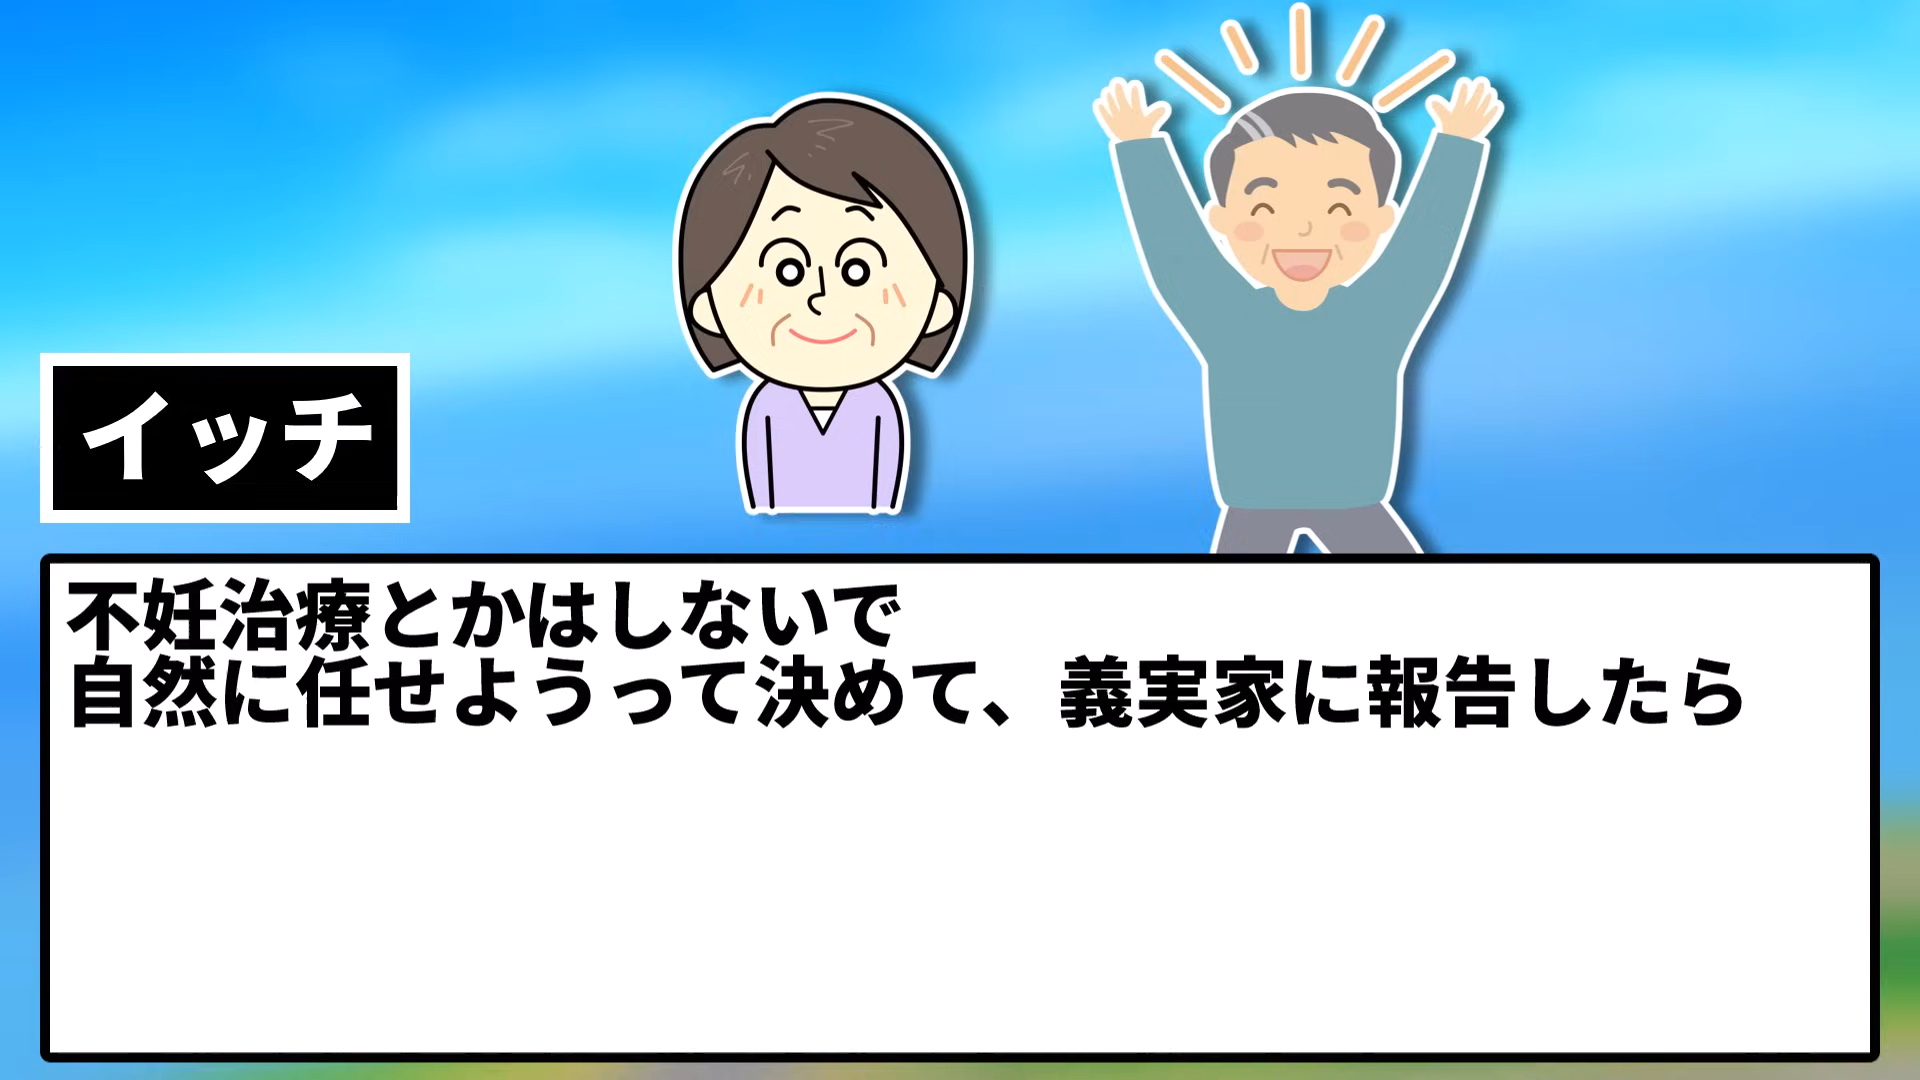 イッチ
不妊治療とかはしないで
自然に任せようって決めて、義実家に報告したら